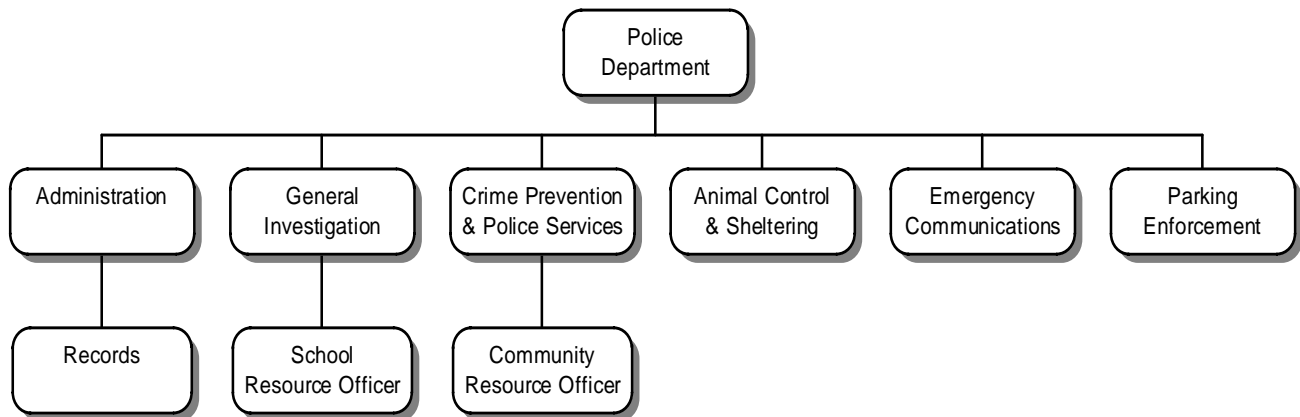 Police
Department
Administration
General
Investigation
Crime Prevention
& Police Services
Animal Control
& Sheltering
Emergency
Communications
Parking
Enforcement
Records
School
Resource Officer
Community
Resource Officer